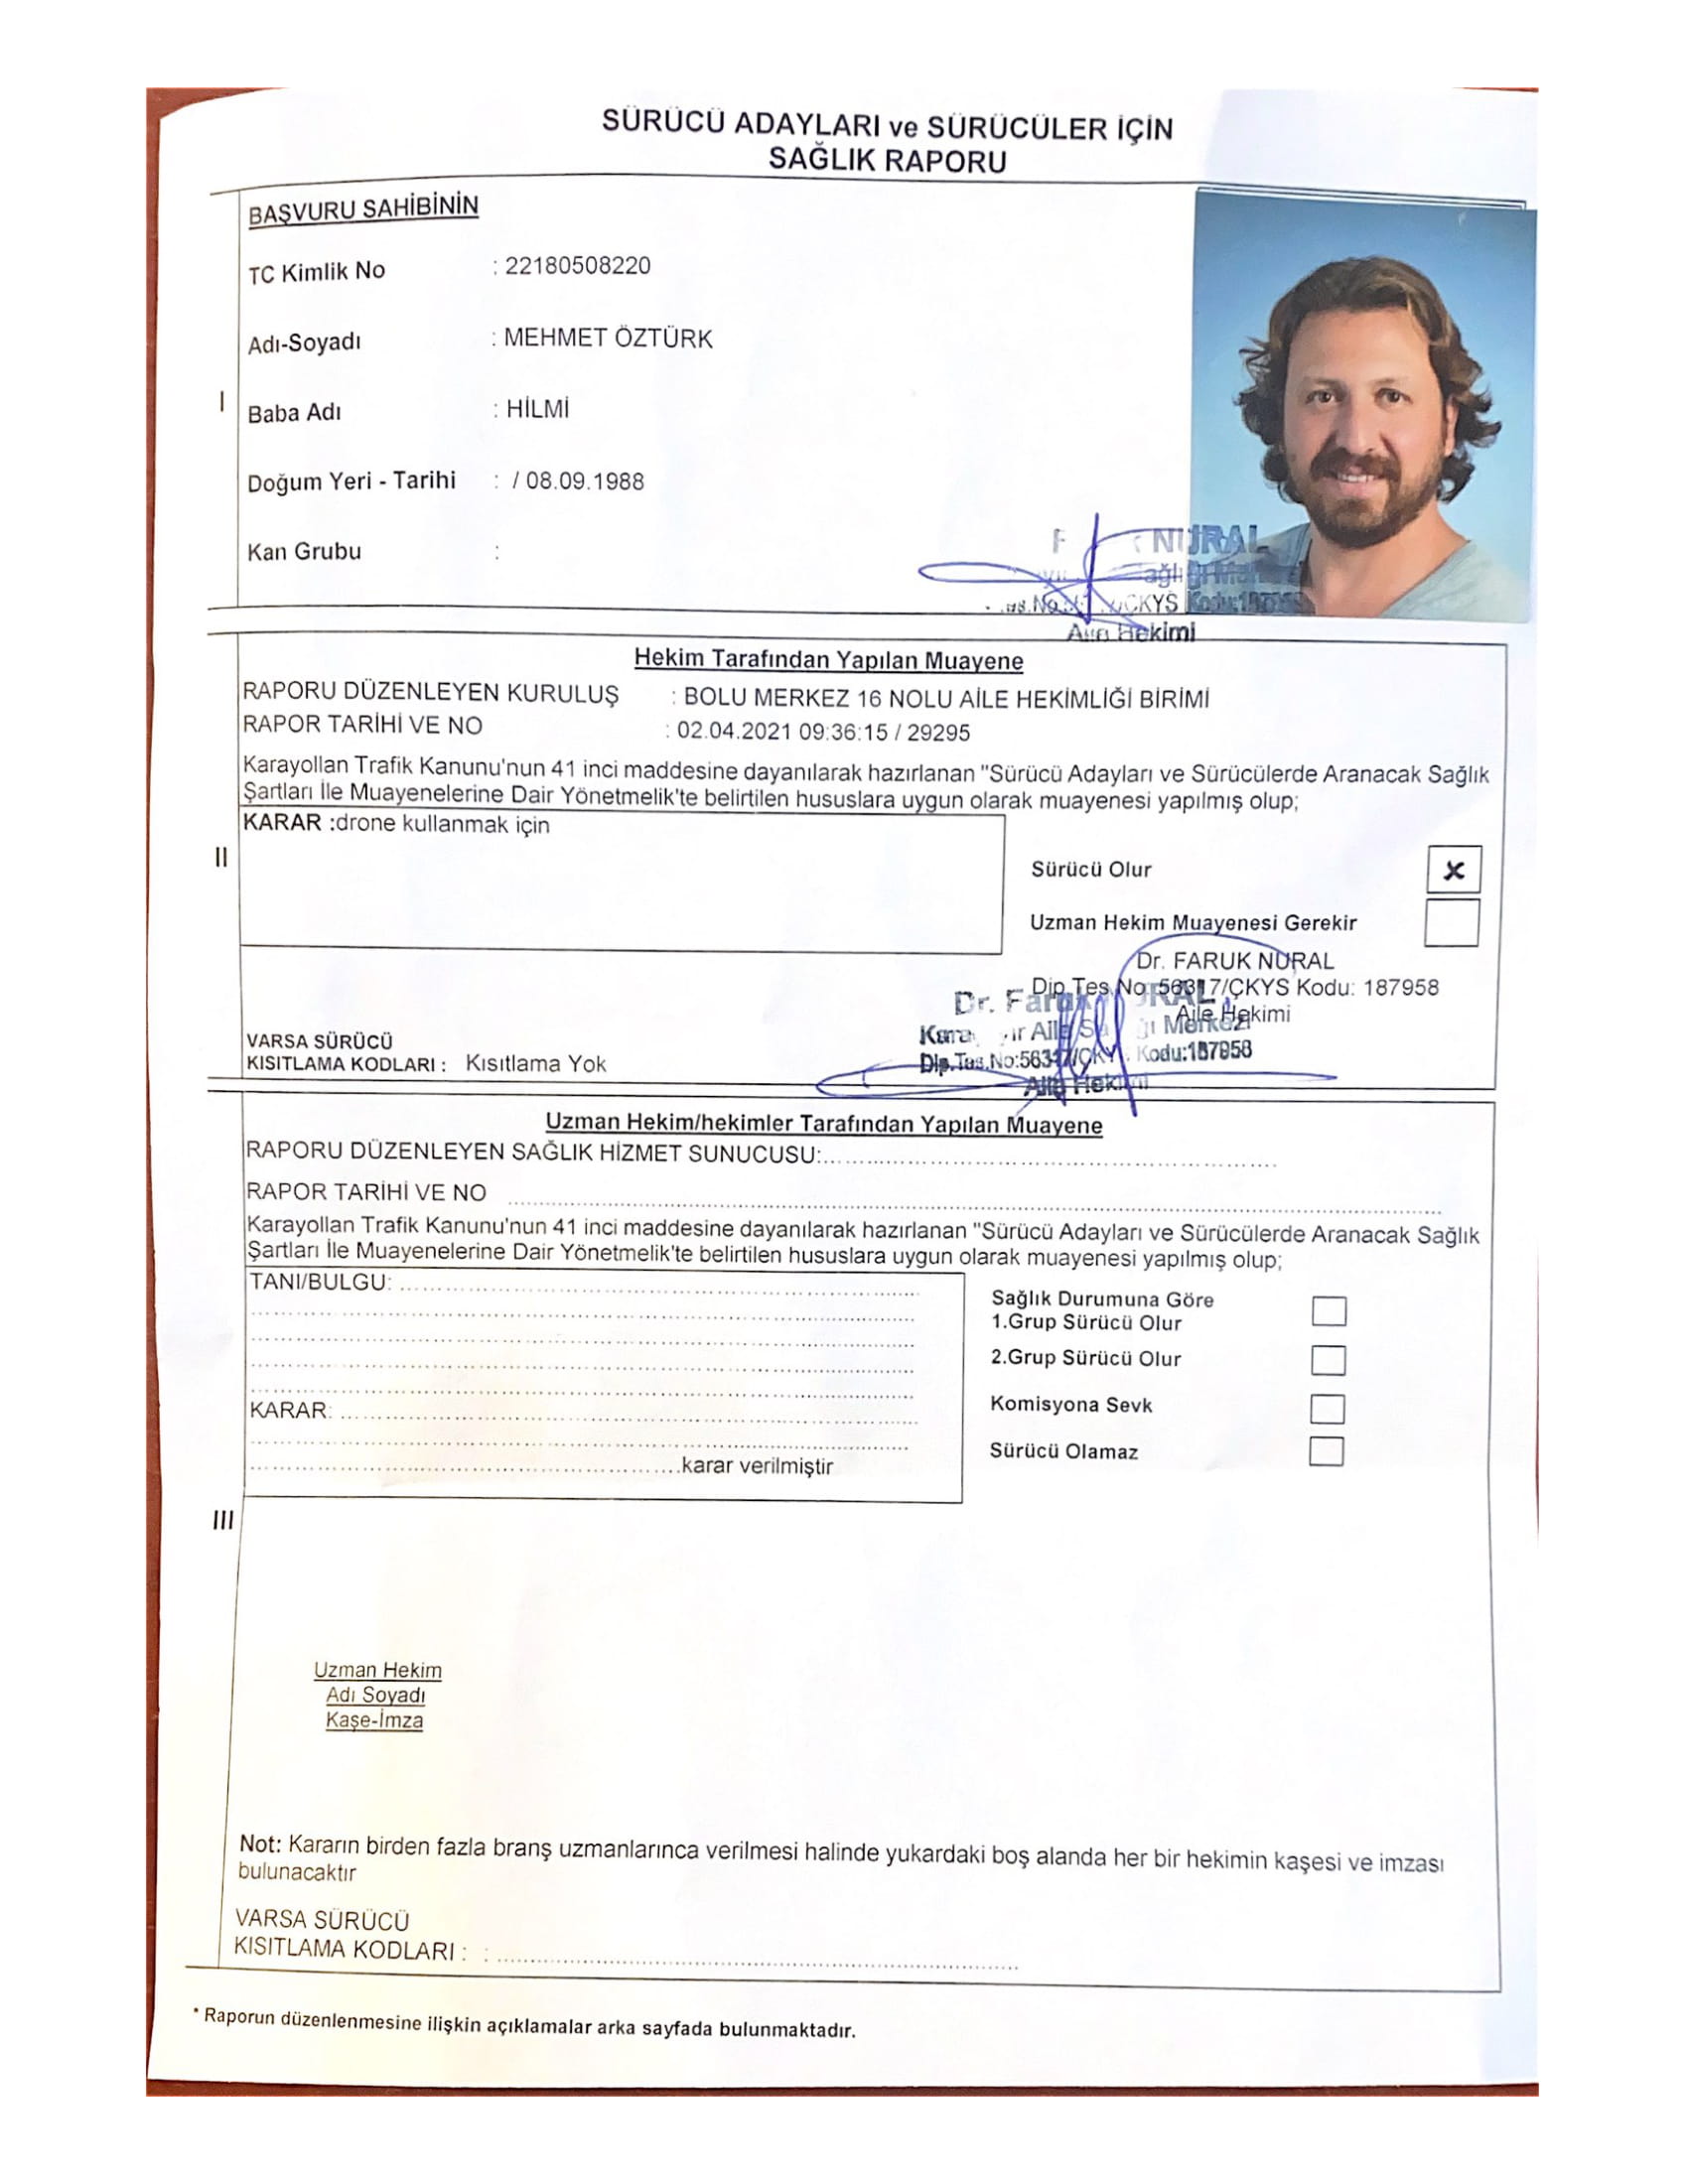 SÜRÜCÜ ADAYLARI ve SÜRÜCÜLER İÇİN
SAĞLIK RAPORU
I
BAŞVURU SAHİBİNİN
TC Kimlik No : 22180508220
Adı-Soyadı : MEHMET ÖZTÜRK
Baba Adı : HİLMİ
Doğum Yeri - Tarihi : / 08.09.1988
Kan Grubu :
NURAL
ÇKYS
Aile Hekimi
II
Hekim Tarafından Yapılan Muayene
RAPORU DÜZENLEYEN KURULUŞ : BOLU MERKEZ 16 NOLU AİLE HEKİMLİĞİ BİRİMİ
RAPOR TARİHİ VE NO : 02.04.2021 09:36:15 / 29295
Karayolları Trafik Kanunu'nun 41 inci maddesine dayanılarak hazırlanan "Sürücü Adayları ve Sürücülerde Aranacak Sağlık
Şartları İle Muayenelerine Dair Yönetmelik'te belirtilen hususlara uygun olarak muayenesi yapılmış olup;
KARAR :drone kullanmak için
Sürücü Olur x
Uzman Hekim Muayenesi Gerekir
Dr. FARUK NURAL
Dip.Tes.No: 56317/ÇKYS Kodu: 187958
Aile Hekimi
Dr. Faruk NURAL
Aile Sağlığı Merkezi
Dip.Tes.No:56317/ÇKYS Kodu:187958
Aile Hekimi
VARSA SÜRÜCÜ
KISITLAMA KODLARI : Kısıtlama Yok
III
Uzman Hekim/hekimler Tarafından Yapılan Muayene
RAPORU DÜZENLEYEN SAĞLIK HİZMET SUNUCUSU:
RAPOR TARİHİ VE NO
Karayolları Trafik Kanunu'nun 41 inci maddesine dayanılarak hazırlanan "Sürücü Adayları ve Sürücülerde Aranacak Sağlık
Şartları İle Muayenelerine Dair Yönetmelik'te belirtilen hususlara uygun olarak muayenesi yapılmış olup;
TANI/BULGU:
KARAR:
karar verilmiştir
Sağlık Durumuna Göre
1.Grup Sürücü Olur
2.Grup Sürücü Olur
Komisyona Sevk
Sürücü Olamaz
Uzman Hekim
Adı Soyadı
Kaşe-İmza
Not: Kararın birden fazla branş uzmanlarınca verilmesi halinde yukardaki boş alanda her bir hekimin kaşesi ve imzası
bulunacaktır
VARSA SÜRÜCÜ
KISITLAMA KODLARI : :
* Raporun düzenlenmesine ilişkin açıklamalar arka sayfada bulunmaktadır.